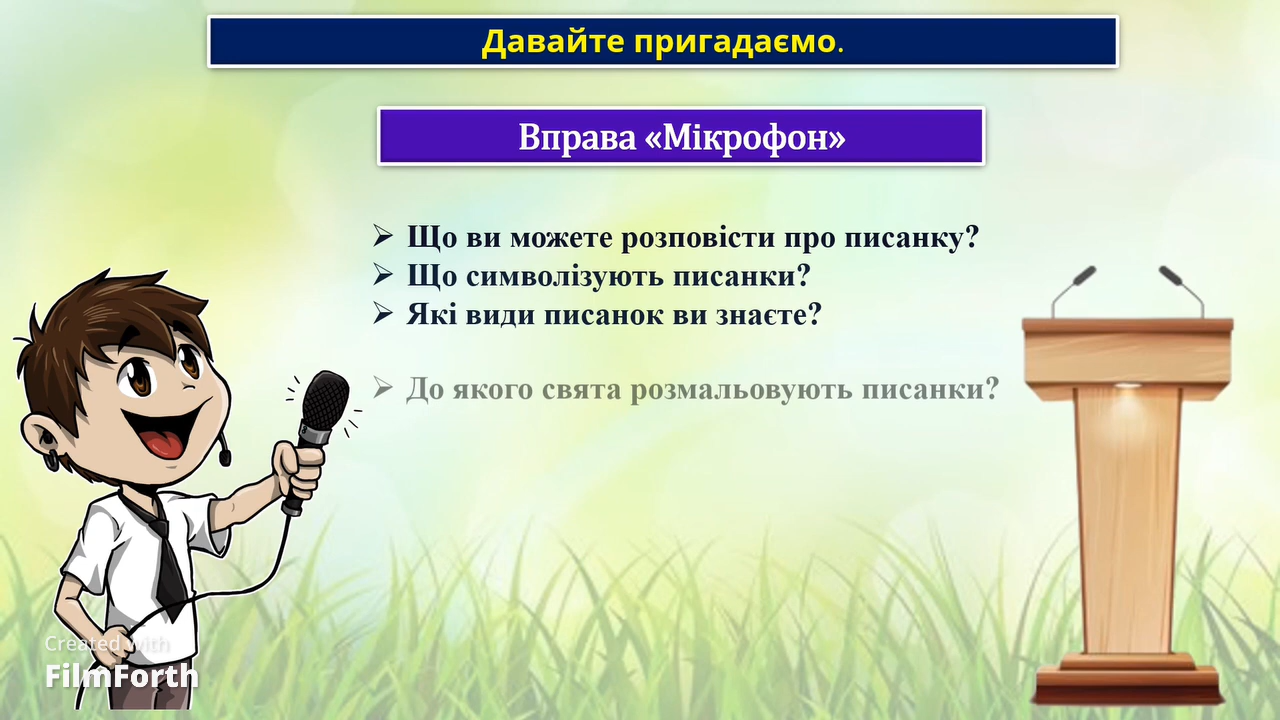 Давайте пригадаємо.
Вправа «Мікрофон»
➢ Що ви можете розповісти про писанку?
➢ Що символізують писанки?
➢ Які види писанок ви знаєте?
➢ До якого свята розмальовують писанки?
Created with
FilmForth